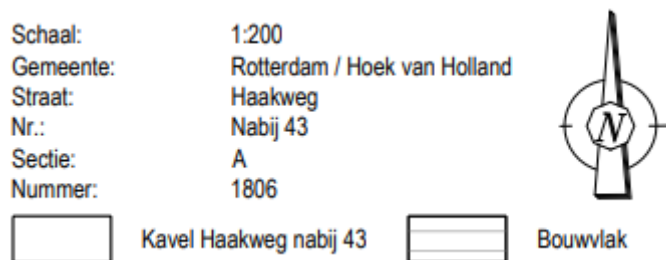 Schaal: 1:200
Gemeente: Rotterdam / Hoek van Holland
Straat: Haakweg
Nr.: Nabij 43
Sectie: A
Nummer: 1806
N
Kavel Haakweg nabij 43 Bouwvlak